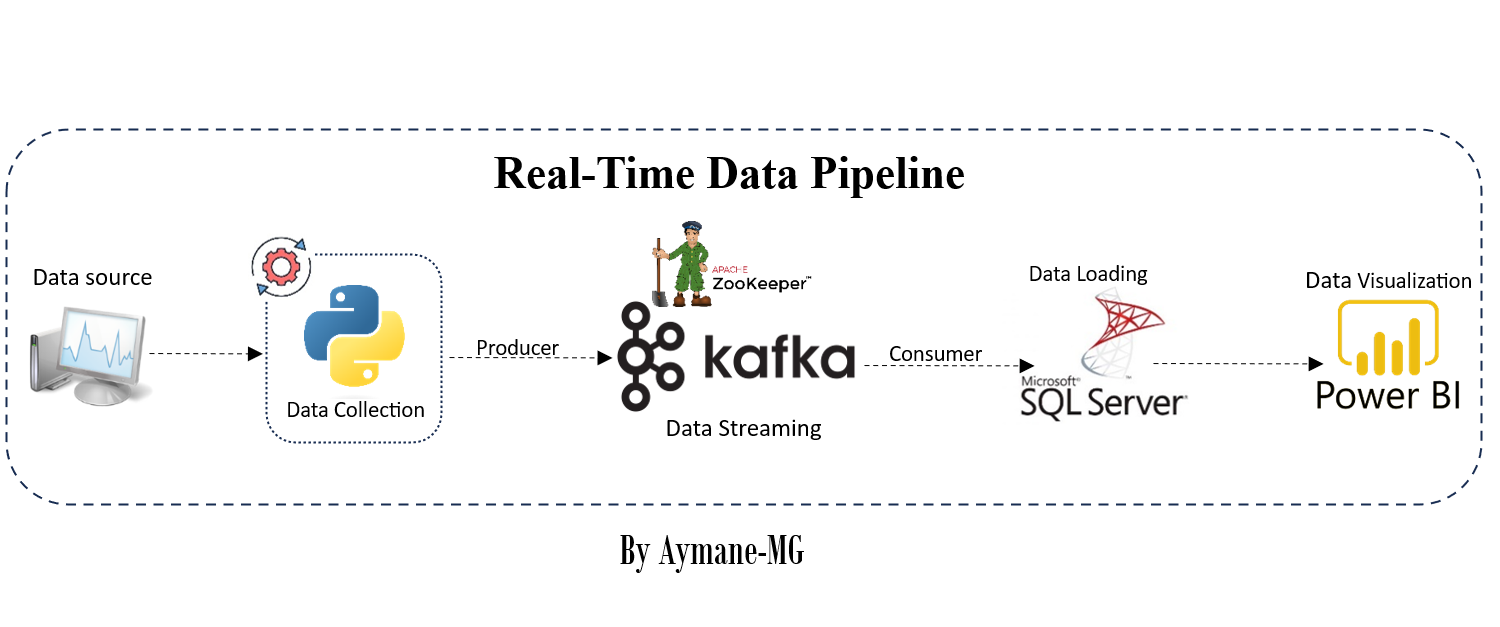 Real-Time Data Pipeline
Data source
Data Collection
Producer
APACHE
ZooKeeper™
kafka
Data Streaming
Consumer
Data Loading
Microsoft®
SQL Server®
Data Visualization
Power BI
By Aymane-MG